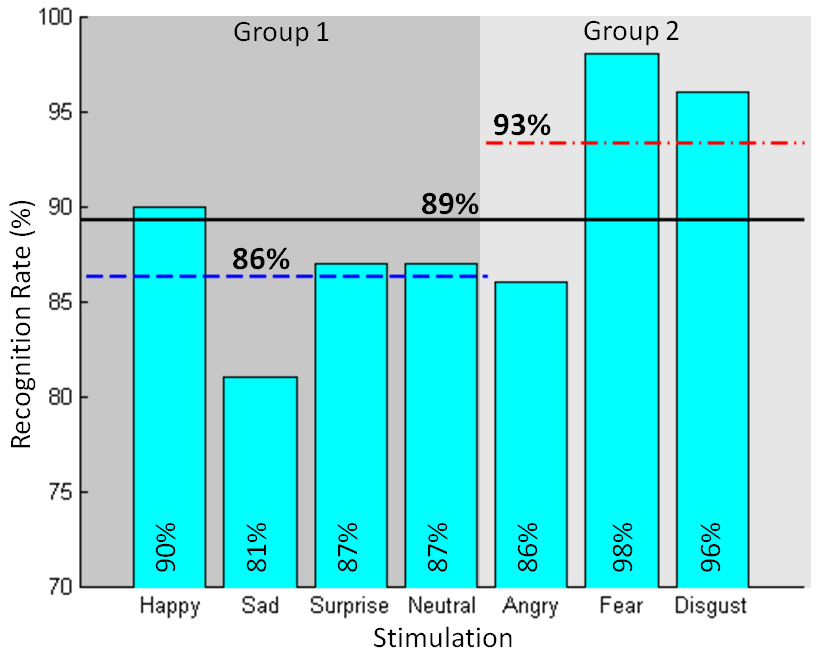 Group 1
Group 2
100
95
90
85
80
75
70
Recognition Rate (%)
93%
89%
86%
90%
81%
87%
87%
86%
98%
96%
Happy
Sad
Surprise
Neutral
Angry
Fear
Disgust
Stimulation